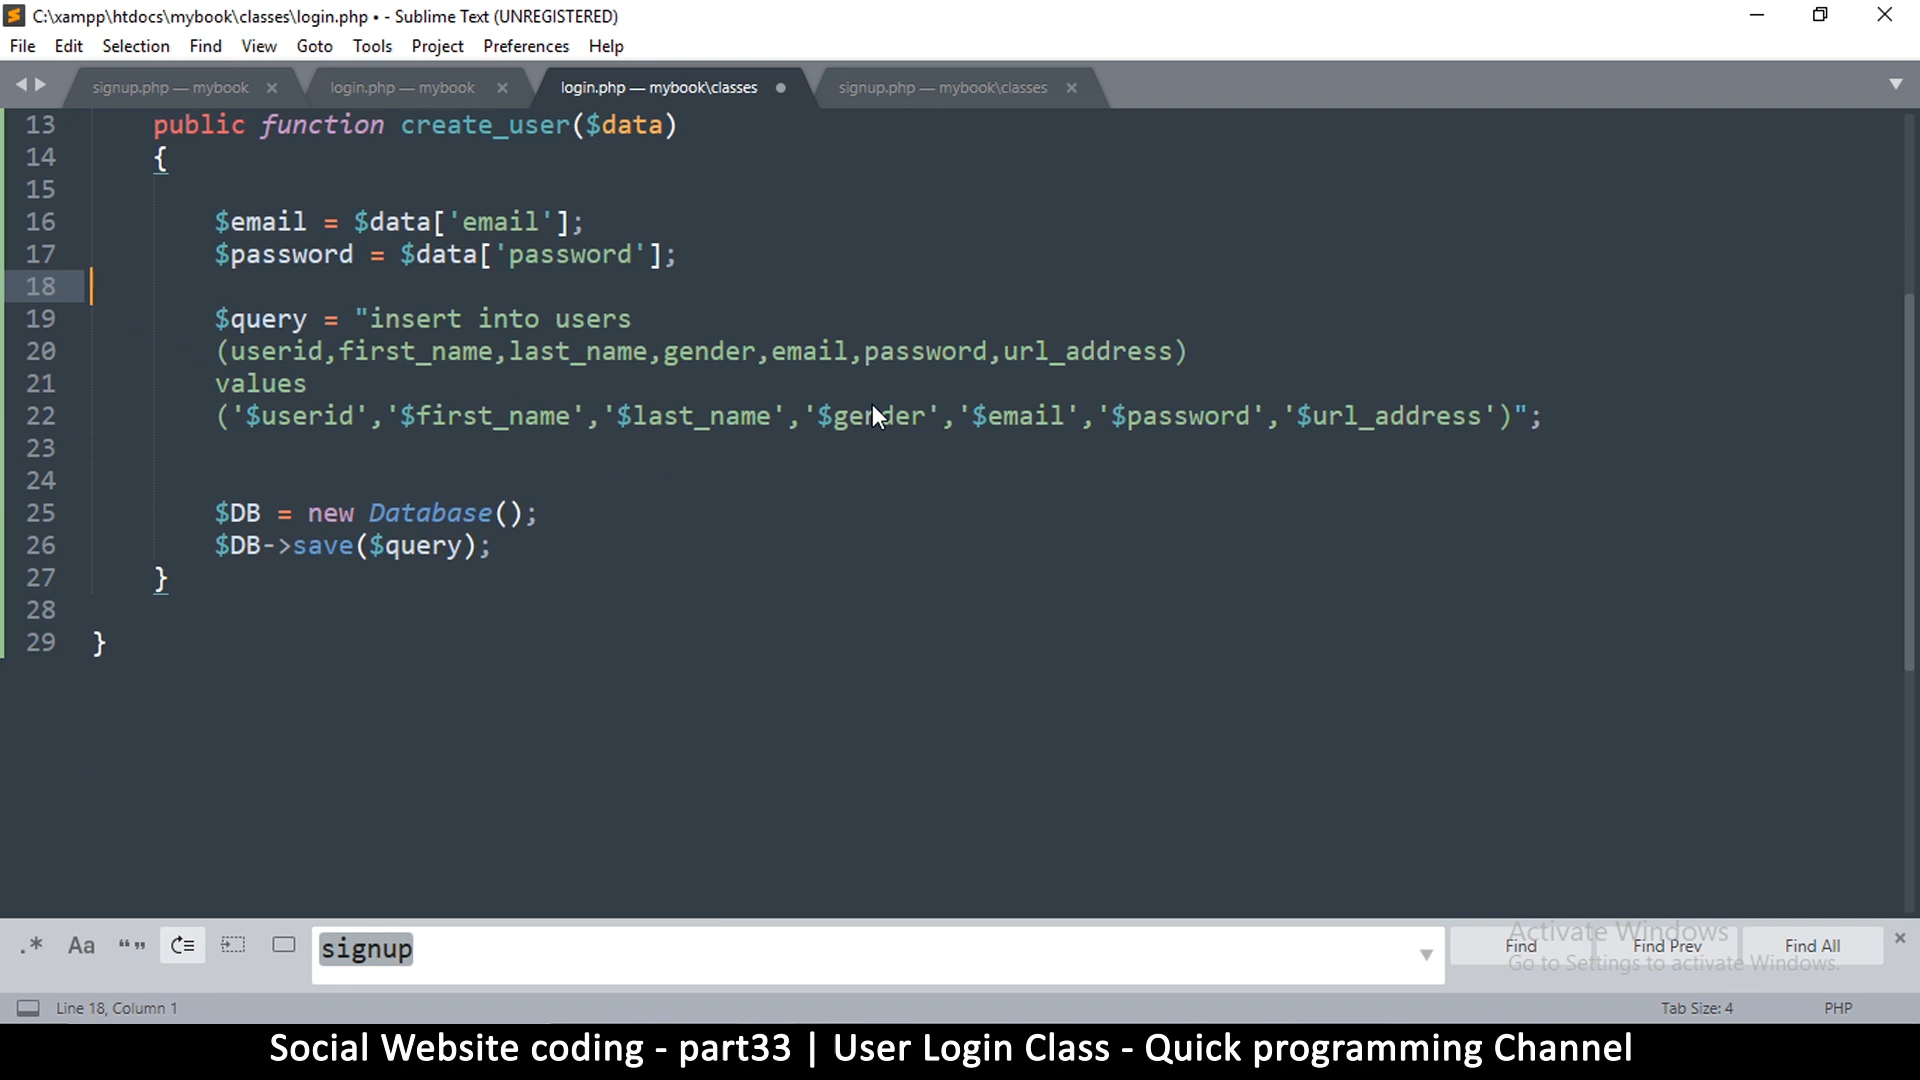 C:\xampp\htdocs\mybook\classes\login.php • - Sublime Text (UNREGISTERED)
File Edit Selection Find View Goto Tools Project Preferences Help
signup.php — mybook × login.php — mybook × login.php — mybook\classes ● signup.php — mybook\classes ×
13 public function create_user($data)
14 {
15
16 $email = $data['email'];
17 $password = $data['password'];
18
19 $query = "insert into users
20 (userid,first_name,last_name,gender,email,password,url_address)
21 values
22 ('$userid','$first_name','$last_name','$gender','$email','$password','$url_address')";
23
24
25 $DB = new Database();
26 $DB->save($query);
27 }
28
29 }
.* Aa “” signup Find Find Prev Find All ×
Activate Windows
Go to Settings to activate Windows.
Line 18, Column 1 Tab Size: 4 PHP
Social Website coding - part33 | User Login Class - Quick programming Channel